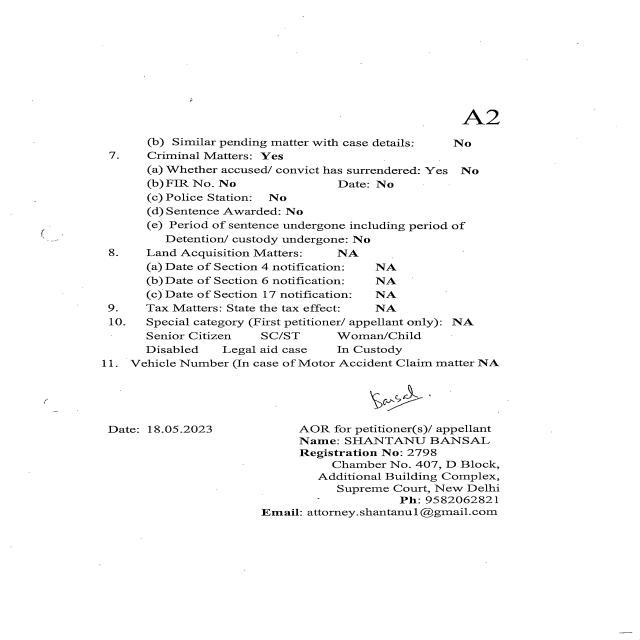 A2
(b) Similar pending matter with case details: No
7. Criminal Matters: Yes
(a) Whether accused/ convict has surrendered: Yes No
(b) FIR No. No Date: No
(c) Police Station: No
(d) Sentence Awarded: No
(e) Period of sentence undergone including period of
Detention/ custody undergone: No
8. Land Acquisition Matters: NA
(a) Date of Section 4 notification: NA
(b) Date of Section 6 notification: NA
(c) Date of Section 17 notification: NA
9. Tax Matters: State the tax effect: NA
10. Special category (First petitioner/ appellant only): NA
Senior Citizen SC/ST Woman/Child
Disabled Legal aid case In Custody
11. Vehicle Number (In case of Motor Accident Claim matter NA
Bansal.
Date: 18.05.2023 AOR for petitioner(s)/ appellant
Name: SHANTANU BANSAL
Registration No: 2798
Chamber No. 407, D Block,
Additional Building Complex,
Supreme Court, New Delhi
Ph: 9582062821
Email: attorney.shantanu1@gmail.com